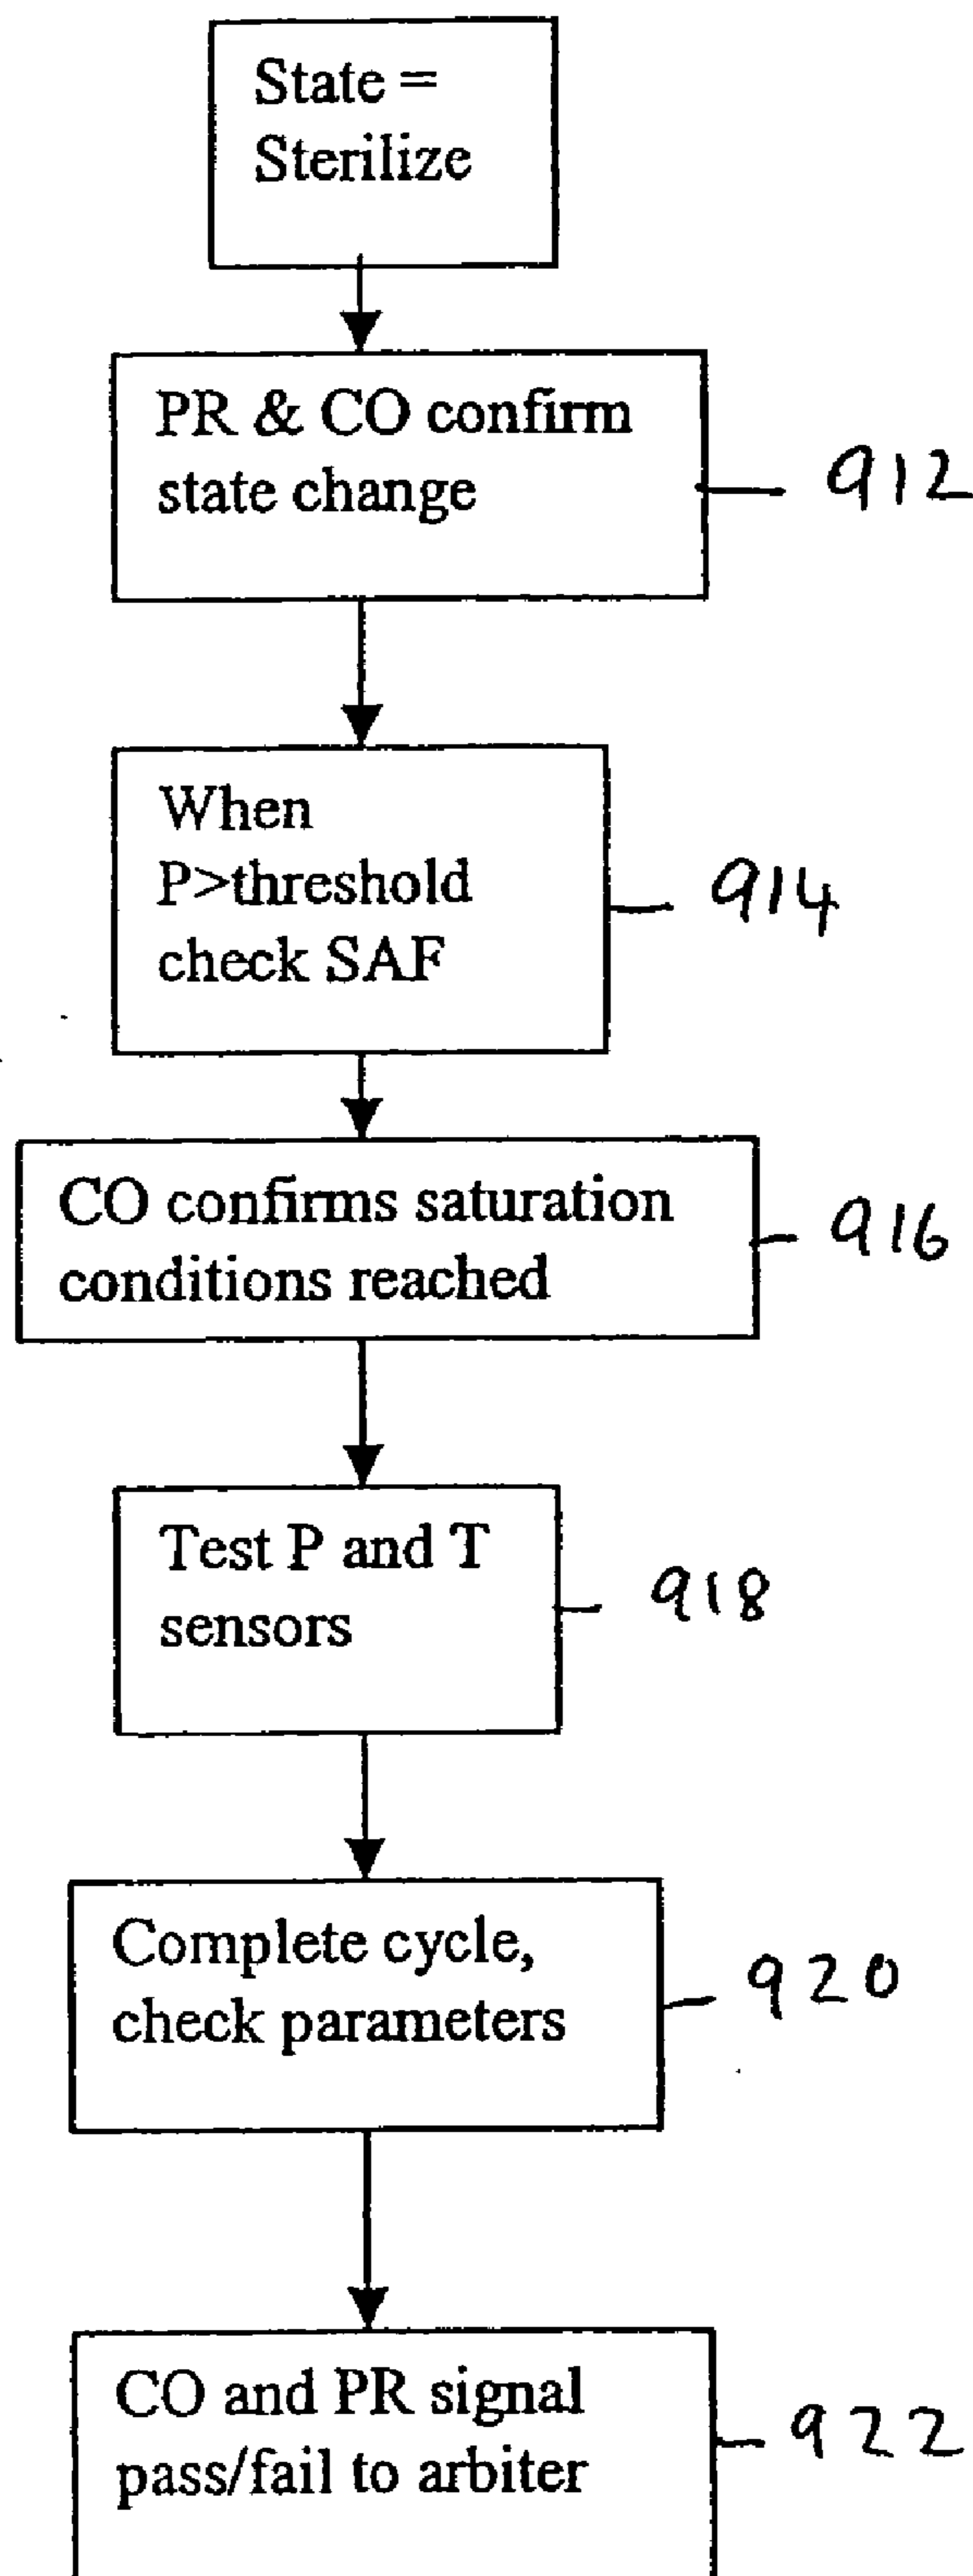 State =
Sterilize
PR & CO confirm
state change
912
When
P>threshold
check SAF
914
CO confirms saturation
conditions reached
916
Test P and T
sensors
918
Complete cycle,
check parameters
920
CO and PR signal
pass/fail to arbiter
922